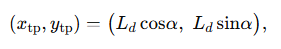 (x_tp, y_tp) = (L_d cosα, L_d sinα),